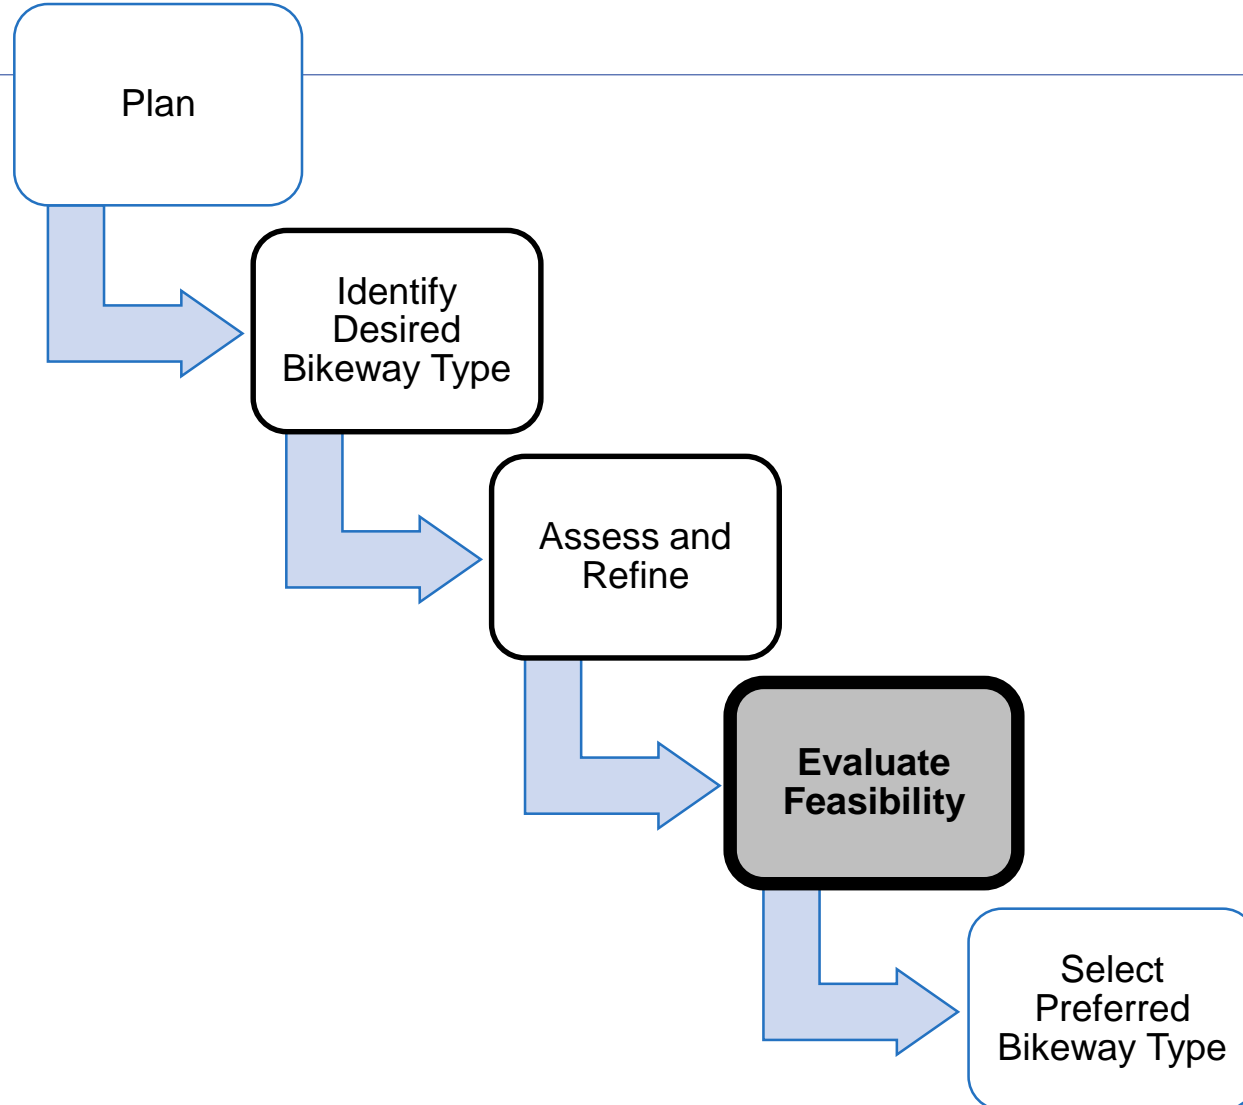 Plan
Identify
Desired
Bikeway Type
Assess and
Refine
Evaluate
Feasibility
Select
Preferred
Bikeway Type